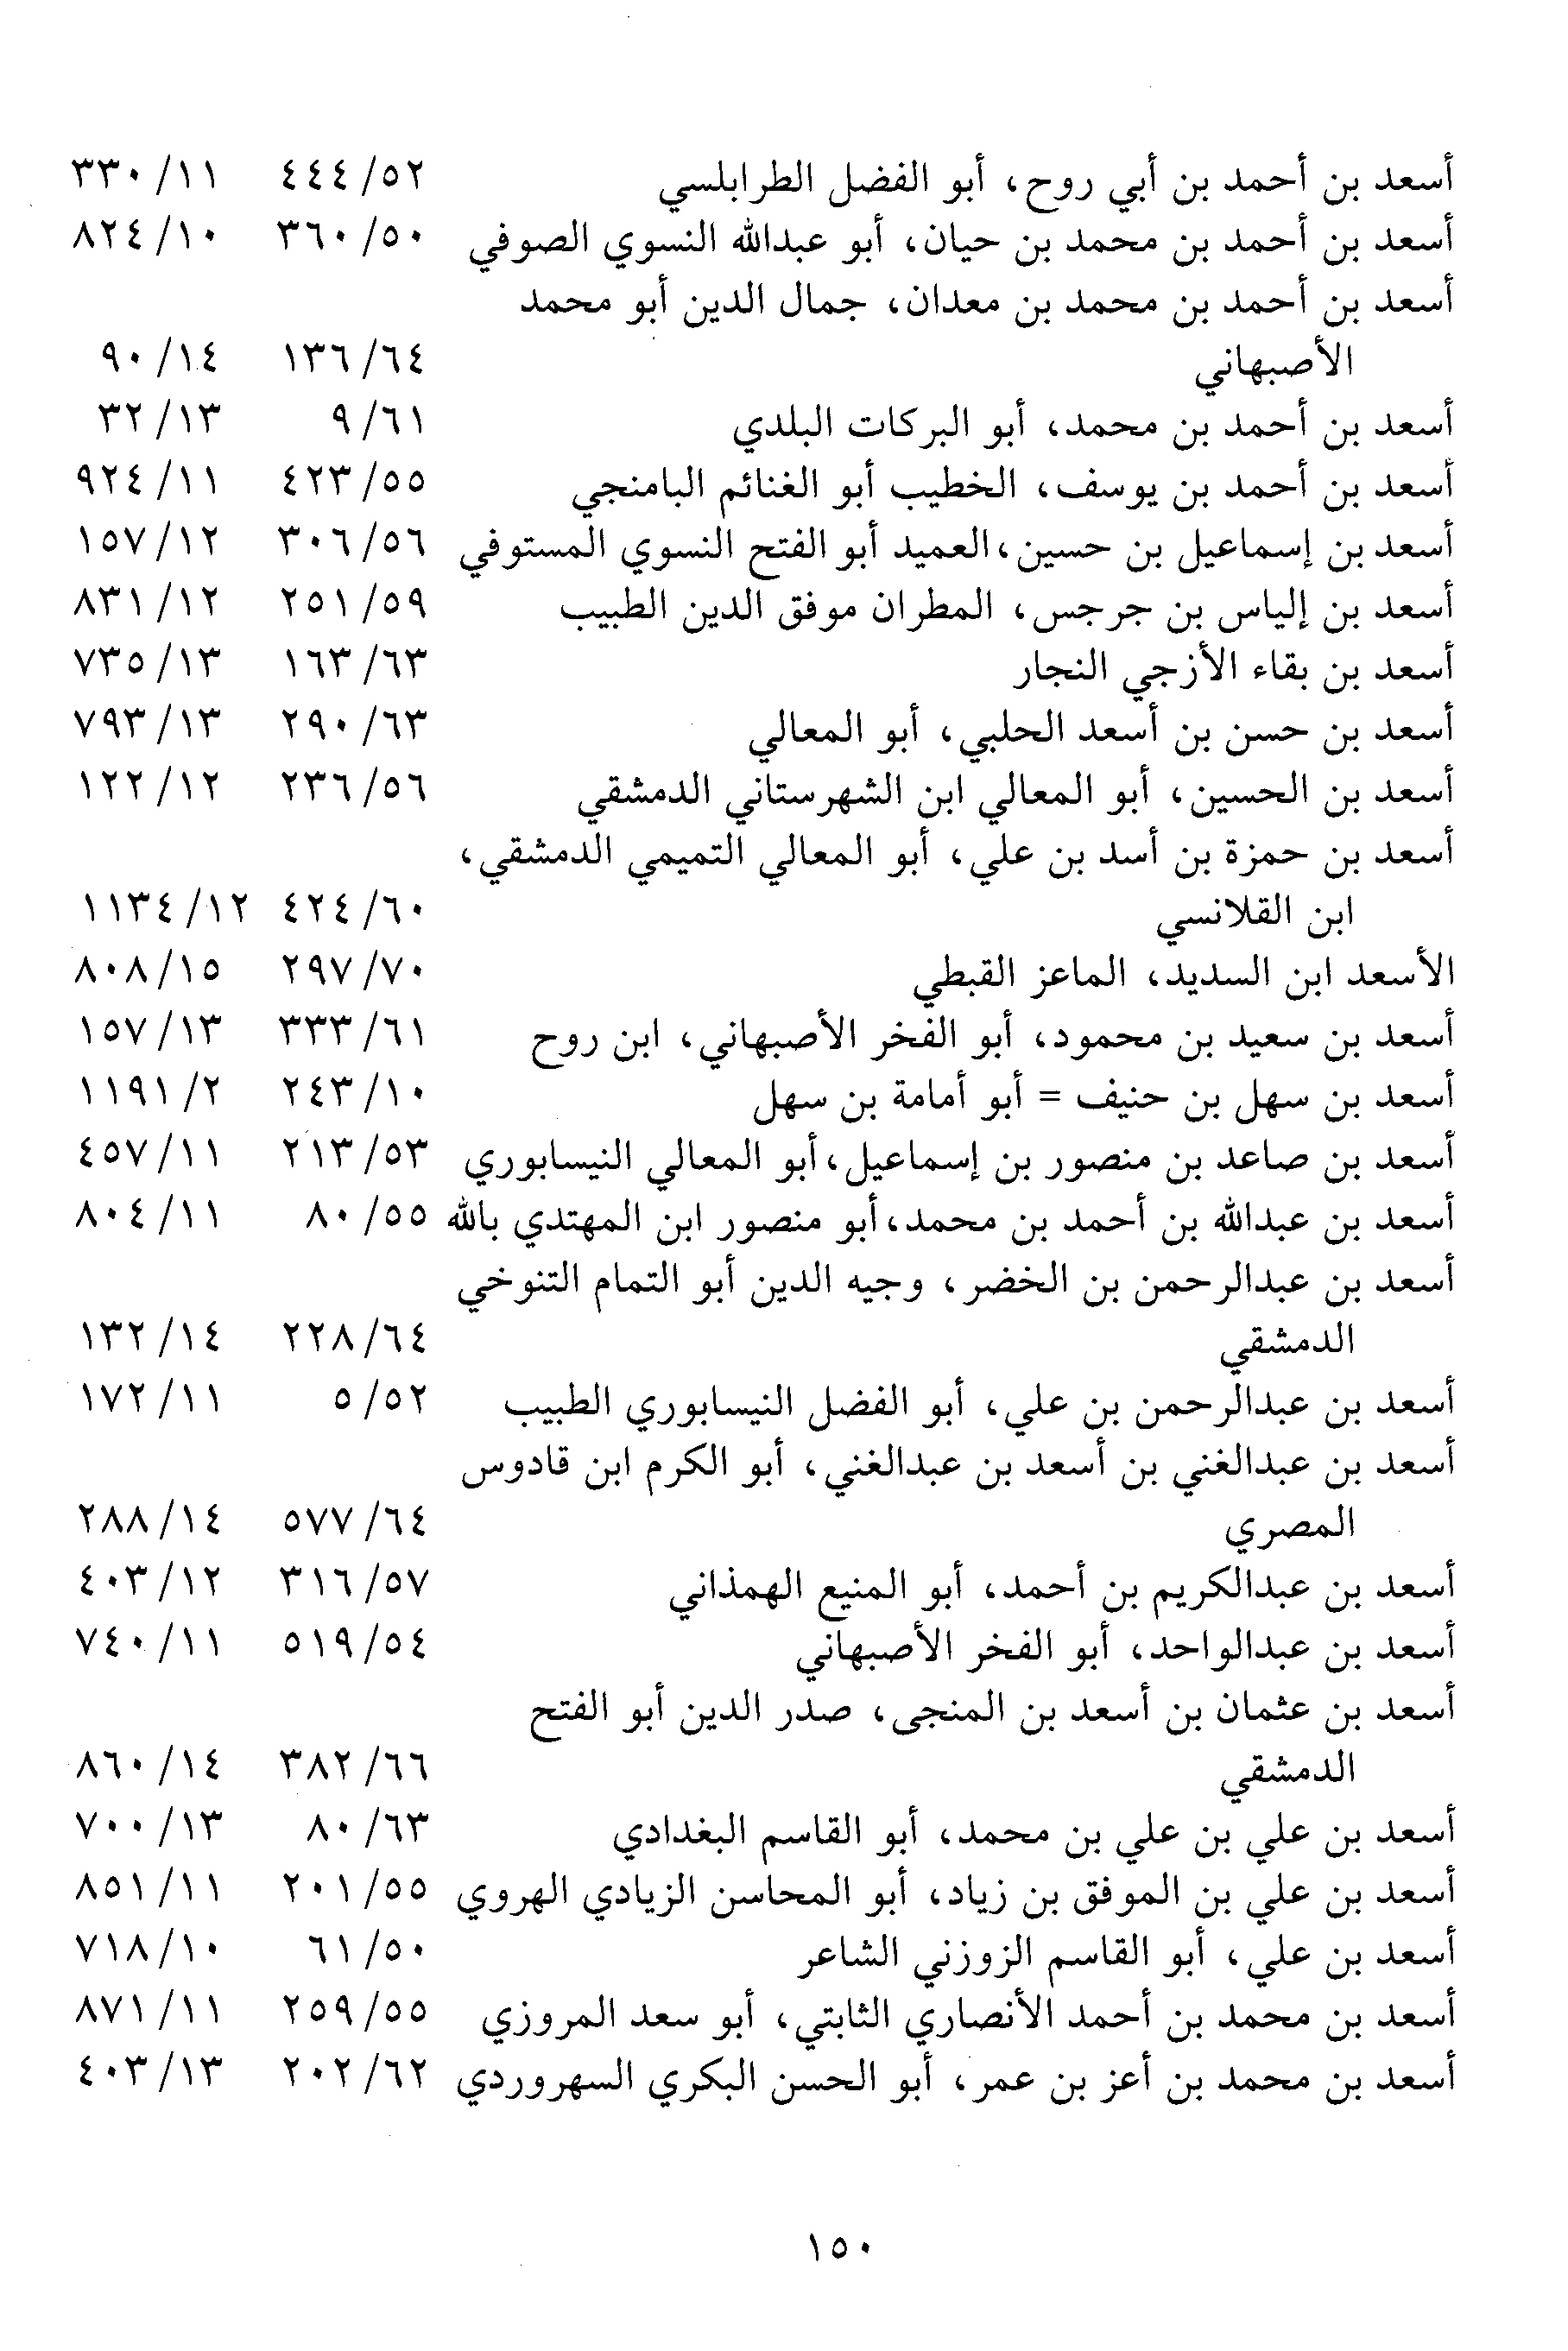 أسعد بن أحمد بن أبي روح، أبو الفضل الطرابلسي ٥٢/ ٤٤٤ ١١/ ٣٣٠
أسعد بن أحمد بن محمد بن حيان، أبو عبدالله النسوي الصوفي ٥٠/ ٣٦٠ ١٠/ ٨٢٤
أسعد بن أحمد بن محمد بن معدان، جمال الدين أبو محمد
الأصبهاني ٦٤/ ١٣٦ ١٤/ ٩٠
أسعد بن أحمد بن محمد، أبو البركات البلدي ٦١/ ٩ ١٣/ ٣٢
أسعد بن أحمد بن يوسف، الخطيب أبو الغنائم البامنجي ٥٥/ ٤٢٣ ١١/ ٩٢٤
أسعد بن إسماعيل بن حسين، العميد أبو الفتح النسوي المستوفي ٥٦/ ٣٠٦ ١٢/ ١٥٧
أسعد بن إلياس بن جرجس، المطران موفق الدين الطبيب ٥٩/ ٢٥١ ١٢/ ٨٣١
أسعد بن بقاء الأزجي النجار ٦٣/ ١٦٣ ١٣/ ٧٣٥
أسعد بن حسن بن أسعد الحلبي، أبو المعالي ٦٣/ ٢٩٠ ١٣/ ٧٩٣
أسعد بن الحسين، أبو المعالي ابن الشهرستاني الدمشقي ٥٦/ ٢٣٦ ١٢/ ١٢٢
أسعد بن حمزة بن أسد بن علي، أبو المعالي التميمي الدمشقي،
ابن القلانسي ٦٠/ ٤٢٤ ١٢/ ١١٣٤
الأسعد ابن السديد، الماعز القبطي ٧٠/ ٢٩٧ ١٥/ ٨٠٨
أسعد بن سعيد بن محمود، أبو الفخر الأصبهاني، ابن روح ٦١/ ٣٣٣ ١٣/ ١٥٧
أسعد بن سهل بن حنيف = أبو أمامة بن سهل ١٠/ ٢٤٣ ٢/ ١١٩١
أسعد بن صاعد بن منصور بن إسماعيل، أبو المعالي النيسابوري ٥٣/ ٢١٣ ١١/ ٤٥٧
أسعد بن عبدالله بن أحمد بن محمد، أبو منصور ابن المهتدي بالله ٥٥/ ٨٠ ١١/ ٨٠٤
أسعد بن عبدالرحمن بن الخضر، وجيه الدين أبو التمام التنوخي
الدمشقي ٦٤/ ٢٢٨ ١٤/ ١٣٢
أسعد بن عبدالرحمن بن علي، أبو الفضل النيسابوري الطبيب ٥٢/ ٥ ١١/ ١٧٢
أسعد بن عبدالغني بن أسعد بن عبدالغني، أبو الكرم ابن قادوس
المصري ٦٤/ ٥٧٧ ١٤/ ٢٨٨
أسعد بن عبدالكريم بن أحمد، أبو المنيع الهمذاني ٥٧/ ٣١٦ ١٢/ ٤٠٣
أسعد بن عبدالواحد، أبو الفخر الأصبهاني ٥٤/ ٥١٩ ١١/ ٧٤٠
أسعد بن عثمان بن أسعد بن المنجى، صدر الدين أبو الفتح
الدمشقي ٦٦/ ٣٨٢ ١٤/ ٨٦٠
أسعد بن علي بن علي بن محمد، أبو القاسم البغدادي ٦٣/ ٨٠ ١٣/ ٧٠٠
أسعد بن علي بن الموفق بن زياد، أبو المحاسن الزيادي الهروي ٥٥/ ٢٠١ ١١/ ٨٥١
أسعد بن علي، أبو القاسم الزوزني الشاعر ٥٠/ ٦١ ١٠/ ٧١٨
أسعد بن محمد بن أحمد الأنصاري الثابتي، أبو سعد المروزي ٥٥/ ٢٥٩ ١١/ ٨٧١
أسعد بن محمد بن أعز بن عمر، أبو الحسن البكري السهروردي ٦٢/ ٢٠٢ ١٣/ ٤٠٣
١٥٠